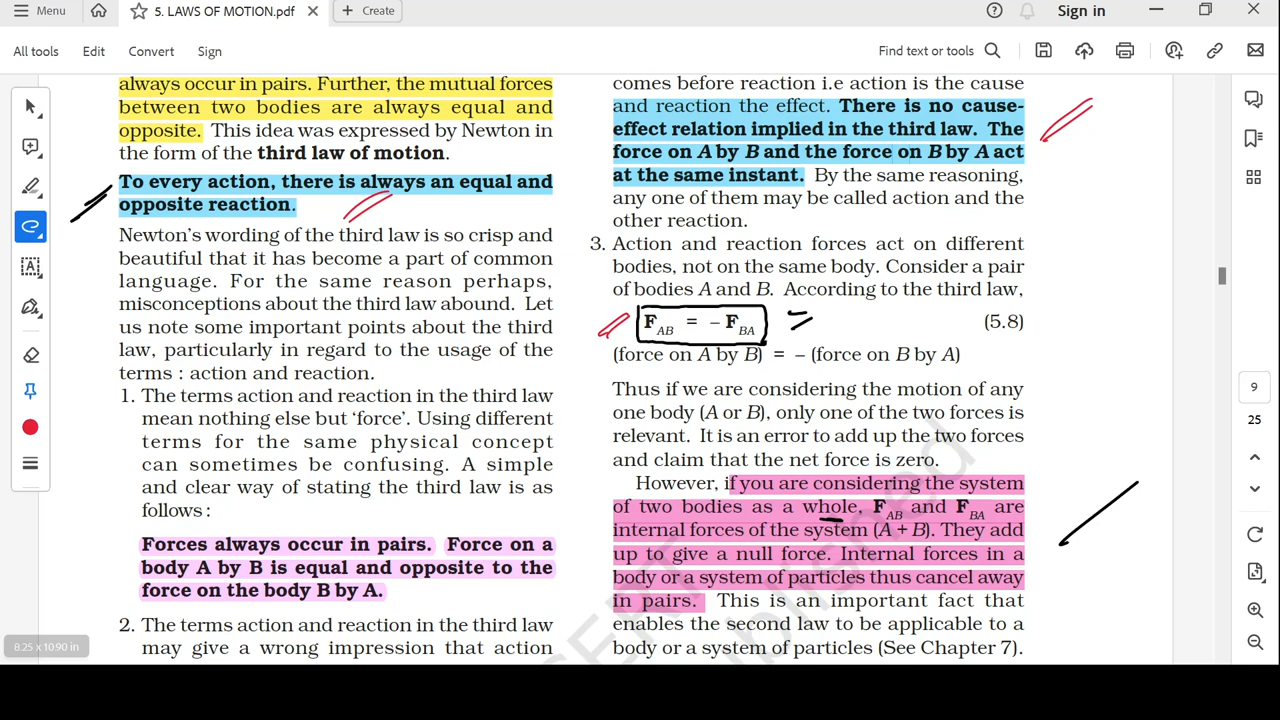 Menu
5. LAWS OF MOTION.pdf
Create
Sign in
All tools
Edit
Convert
Sign
Find text or tools
always occur in pairs. Further, the mutual forces
between two bodies are always equal and
opposite. This idea was expressed by Newton in
the form of the third law of motion.
To every action, there is always an equal and
opposite reaction.
Newton's wording of the third law is so crisp and
beautiful that it has become a part of common
language. For the same reason perhaps,
misconceptions about the third law abound. Let
us note some important points about the third
law, particularly in regard to the usage of the
terms : action and reaction.
1. The terms action and reaction in the third law
mean nothing else but 'force'. Using different
terms for the same physical concept
can sometimes be confusing. A simple
and clear way of stating the third law is as
follows :
Forces always occur in pairs. Force on a
body A by B is equal and opposite to the
force on the body B by A.
2. The terms action and reaction in the third law
may give a wrong impression that action
comes before reaction i.e action is the cause
and reaction the effect. There is no cause-
effect relation implied in the third law. The
force on A by B and the force on B by A act
at the same instant. By the same reasoning,
any one of them may be called action and the
other reaction.
3. Action and reaction forces act on different
bodies, not on the same body. Consider a pair
of bodies A and B. According to the third law,
F_AB = – F_BA (5.8)
(force on A by B) = – (force on B by A)
Thus if we are considering the motion of any
one body (A or B), only one of the two forces is
relevant. It is an error to add up the two forces
and claim that the net force is zero.
However, if you are considering the system
of two bodies as a whole, F_AB and F_BA are
internal forces of the system (A + B). They add
up to give a null force. Internal forces in a
body or a system of particles thus cancel away
in pairs. This is an important fact that
enables the second law to be applicable to a
body or a system of particles (See Chapter 7).
9
25
8.25 x 10.90 in